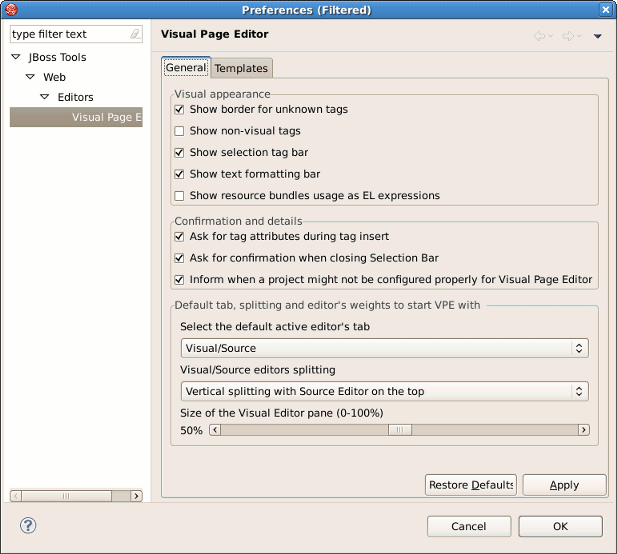 Preferences (Filtered)
type filter text
JBoss Tools
Web
Editors
Visual Page E
Visual Page Editor
General
Templates
Visual appearance
Show border for unknown tags
Show non-visual tags
Show selection tag bar
Show text formatting bar
Show resource bundles usage as EL expressions
Confirmation and details
Ask for tag attributes during tag insert
Ask for confirmation when closing Selection Bar
Inform when a project might not be configured properly for Visual Page Editor
Default tab, splitting and editor's weights to start VPE with
Select the default active editor's tab
Visual/Source
Visual/Source editors splitting
Vertical splitting with Source Editor on the top
Size of the Visual Editor pane (0-100%)
50%
Restore Defaults
Apply
?
Cancel
OK